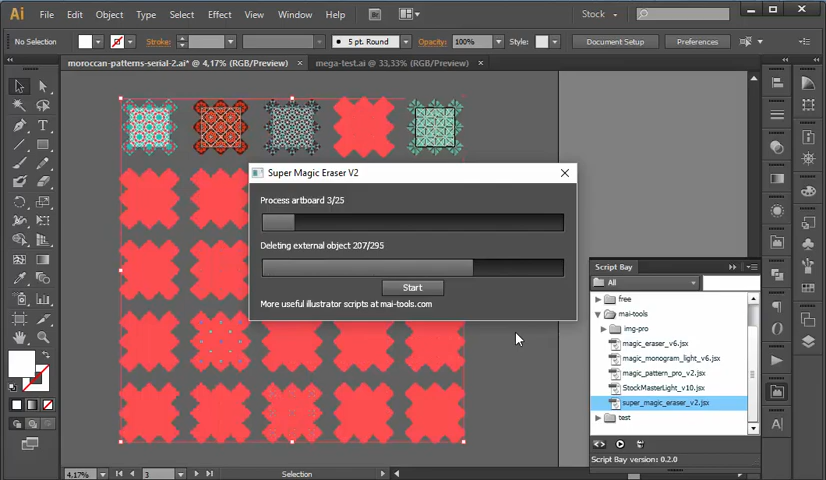 Ai File Edit Object Type Select Effect View Window Help Stock
No Selection Stroke: 5 pt. Round Opacity: 100% Style: Document Setup Preferences
moroccan-patterns-serial-2.ai* @ 4,17% (RGB/Preview) × mega-test.ai @ 33,33% (RGB/Preview) ×
Super Magic Eraser V2
Process artboard 3/25
Deleting external object 207/295
Start
More useful illustrator scripts at mai-tools.com
Script Bay
All
free
mai-tools
img-pro
magic_eraser_v6.jsx
magic_monogram_light_v6.jsx
magic_pattern_pro_v2.jsx
StockMasterLight_v10.jsx
super_magic_eraser_v2.jsx
test
Script Bay version: 0.2.0
4.17% 3 Selection